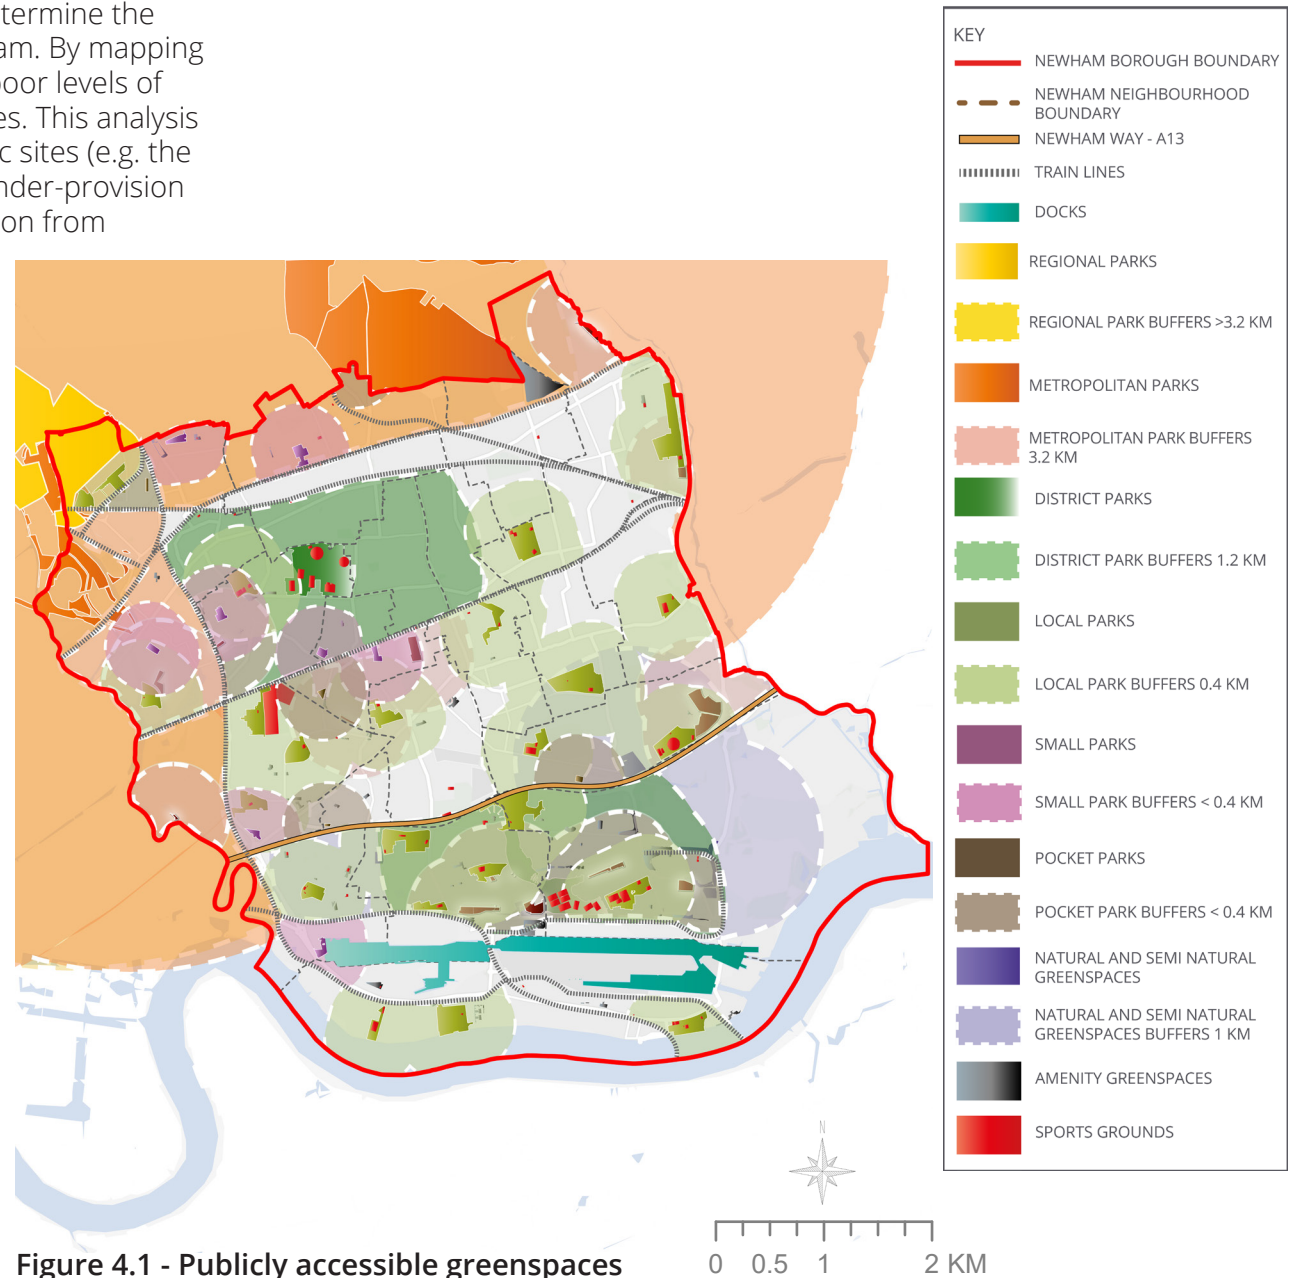 termine the
am. By mapping
oor levels of
es. This analysis
c sites (e.g. the
nder-provision
on from
KEY
NEWHAM BOROUGH BOUNDARY
NEWHAM NEIGHBOURHOOD
BOUNDARY
NEWHAM WAY - A13
TRAIN LINES
DOCKS
REGIONAL PARKS
REGIONAL PARK BUFFERS >3.2 KM
METROPOLITAN PARKS
METROPOLITAN PARK BUFFERS
3.2 KM
DISTRICT PARKS
DISTRICT PARK BUFFERS 1.2 KM
LOCAL PARKS
LOCAL PARK BUFFERS 0.4 KM
SMALL PARKS
SMALL PARK BUFFERS < 0.4 KM
POCKET PARKS
POCKET PARK BUFFERS < 0.4 KM
NATURAL AND SEMI NATURAL
GREENSPACES
NATURAL AND SEMI NATURAL
GREENSPACES BUFFERS 1 KM
AMENITY GREENSPACES
SPORTS GROUNDS
N
0 0.5 1 2 KM
Figure 4.1 - Publicly accessible greenspaces